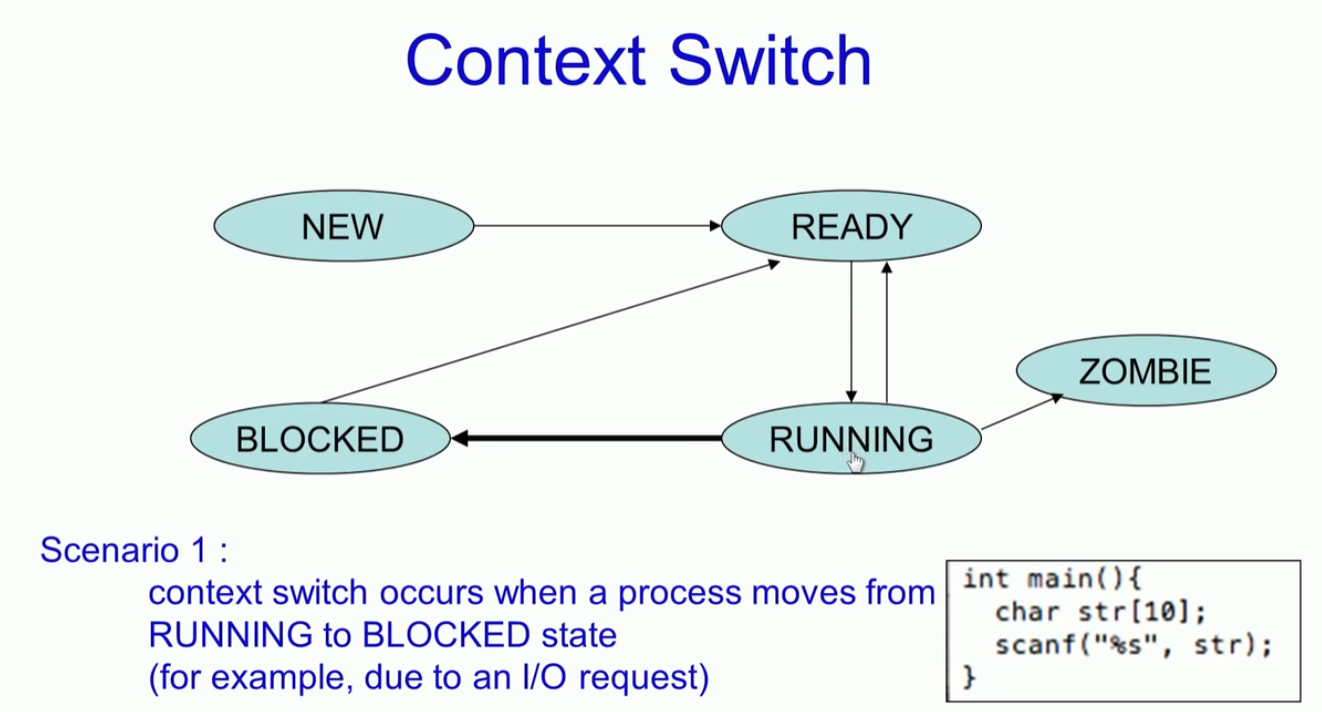 Context Switch
NEW
READY
ZOMBIE
BLOCKED
RUNNING
Scenario 1 :
context switch occurs when a process moves from
RUNNING to BLOCKED state
(for example, due to an I/O request)
int main(){
char str[10];
scanf("%s", str);
}